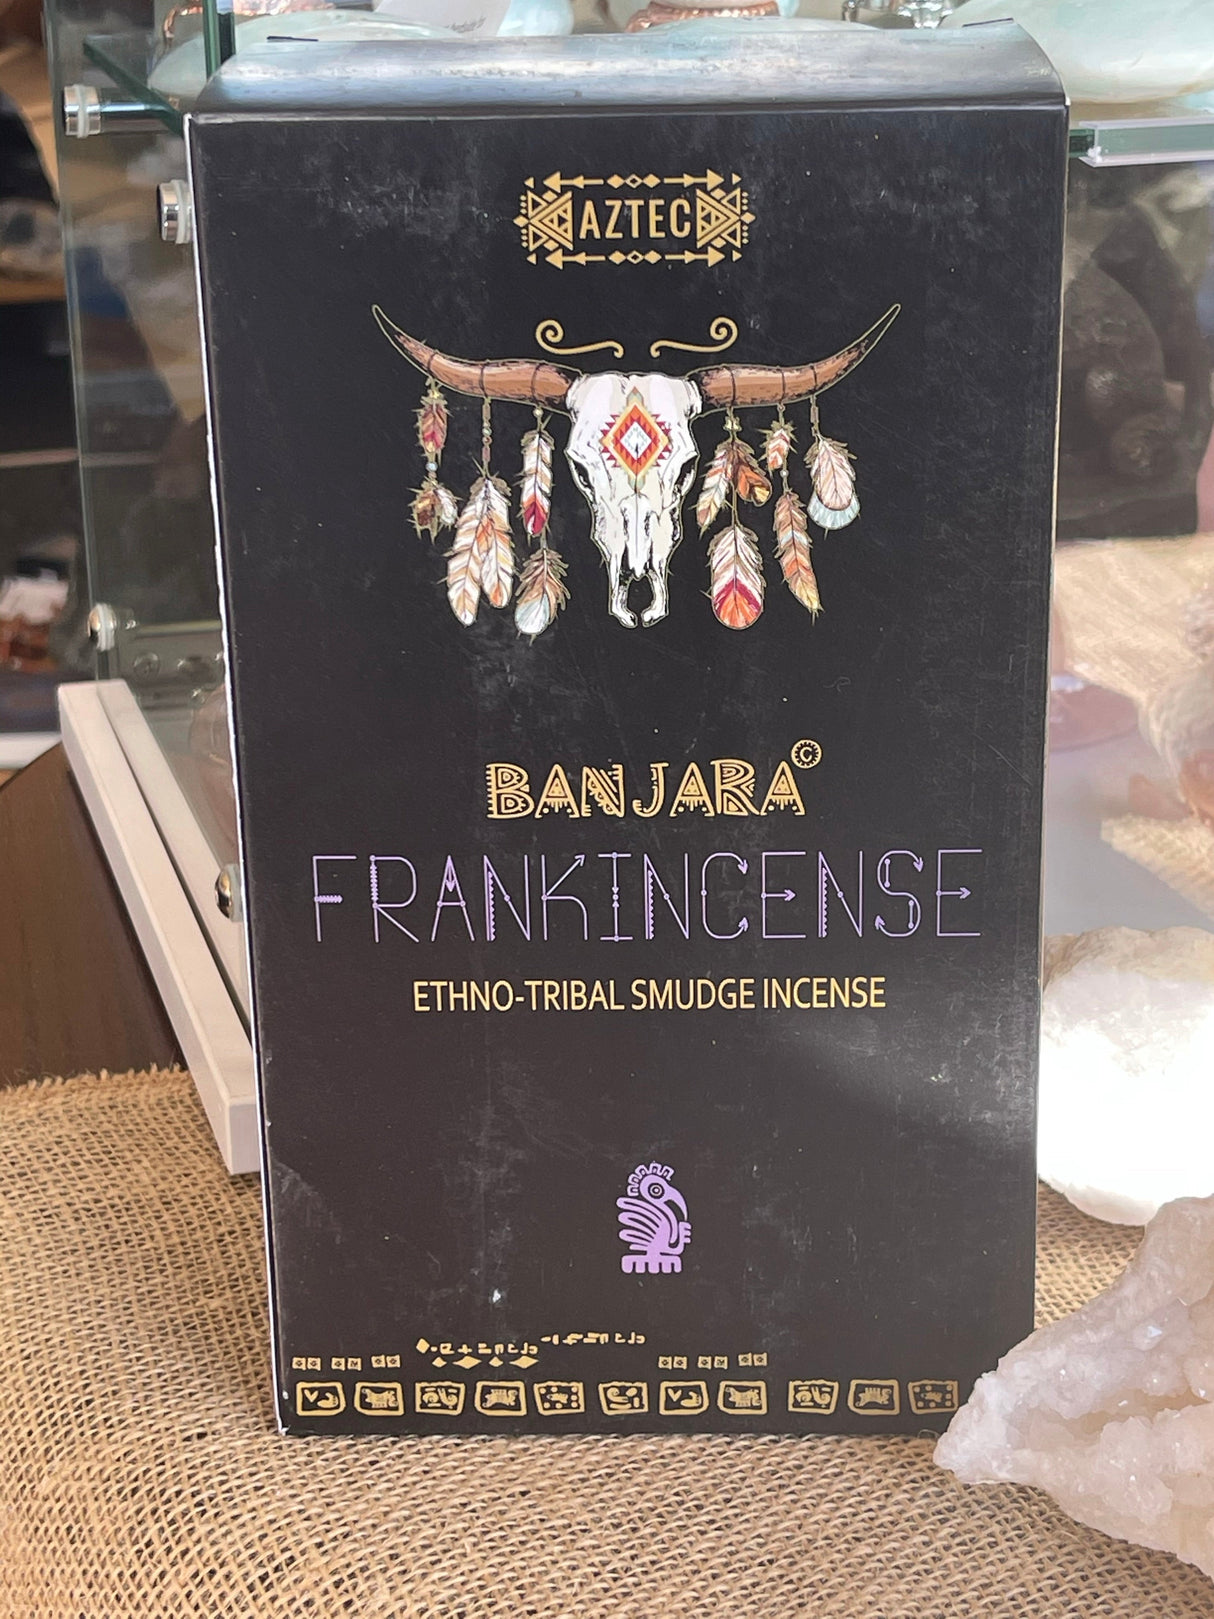 AZTEC
BANJARA ©
FRANKINCENSE
ETHNO-TRIBAL SMUDGE INCENSE